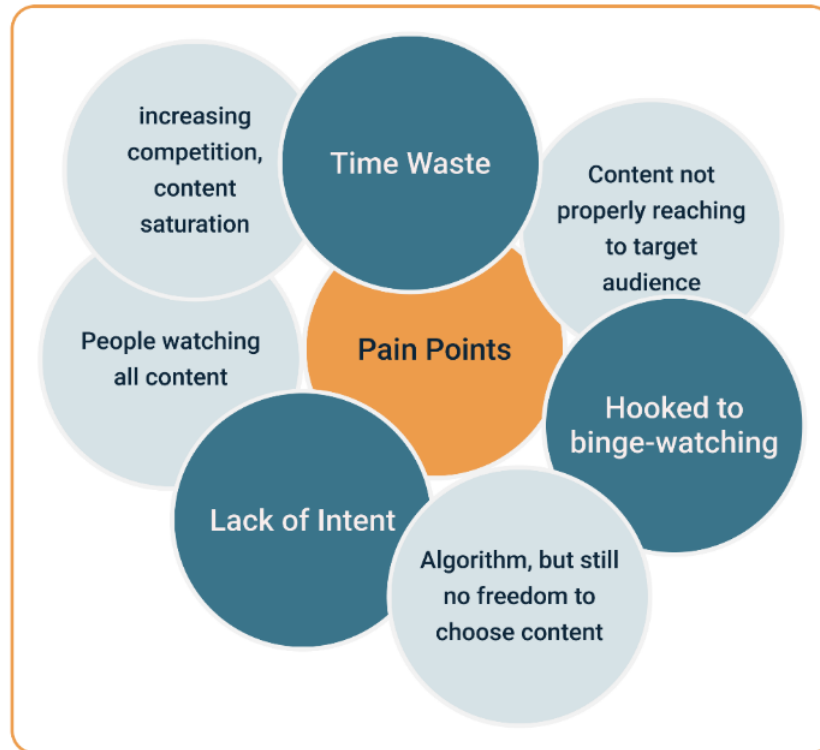 increasing
competition,
content
saturation
Time Waste
Content not
properly reaching
to target
audience
People watching
all content
Pain Points
Hooked to
binge-watching
Lack of Intent
Algorithm, but still
no freedom to
choose content